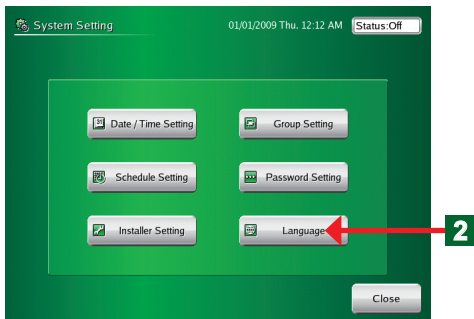 System Setting 01/01/2009 Thu. 12:12 AM Status:Off
Date / Time Setting Group Setting
Schedule Setting Password Setting
Installer Setting Language
2
Close